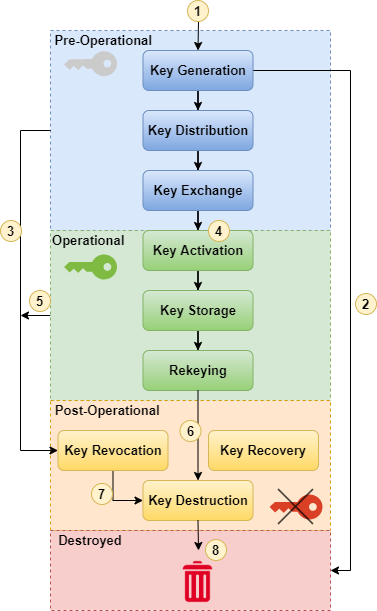 1
Pre-Operational
Key Generation
Key Distribution
Key Exchange
3
4
Operational
Key Activation
5
2
Key Storage
Rekeying
Post-Operational
6
Key Revocation
Key Recovery
7
Key Destruction
Destroyed
8